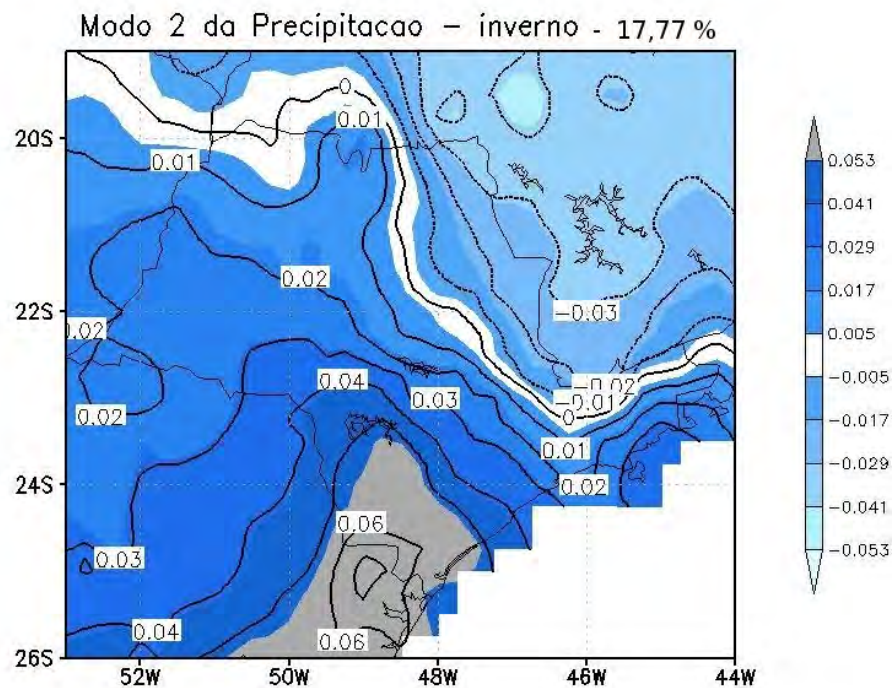 Modo 2 da Precipitacao – inverno - 17,77 %
0
0.01
20S
0.01
0.02
22S
-0.03
0.02
0.04
-0.02
0.03
-0.01
0.02
0
0.01
24S
0.02
0.06
0.03
0.04
0.06
26S
52W
50W
48W
46W
44W
0.053
0.041
0.029
0.017
0.005
-0.005
-0.017
-0.029
-0.041
-0.053